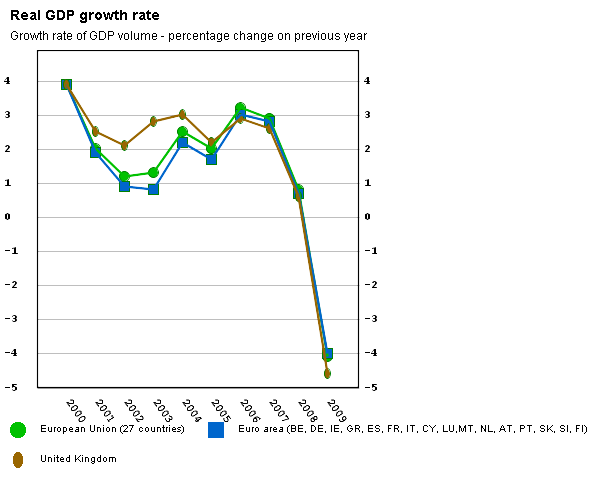 Real GDP growth rate
Growth rate of GDP volume - percentage change on previous year
4 4
3 3
2 2
1 1
0 0
-1 -1
-2 -2
-3 -3
-4 -4
-5 -5
2000 2001 2002 2003 2004 2005 2006 2007 2008 2009
European Union (27 countries) Euro area (BE, DE, IE, GR, ES, FR, IT, CY, LU,MT, NL, AT, PT, SK, SI, FI)
United Kingdom